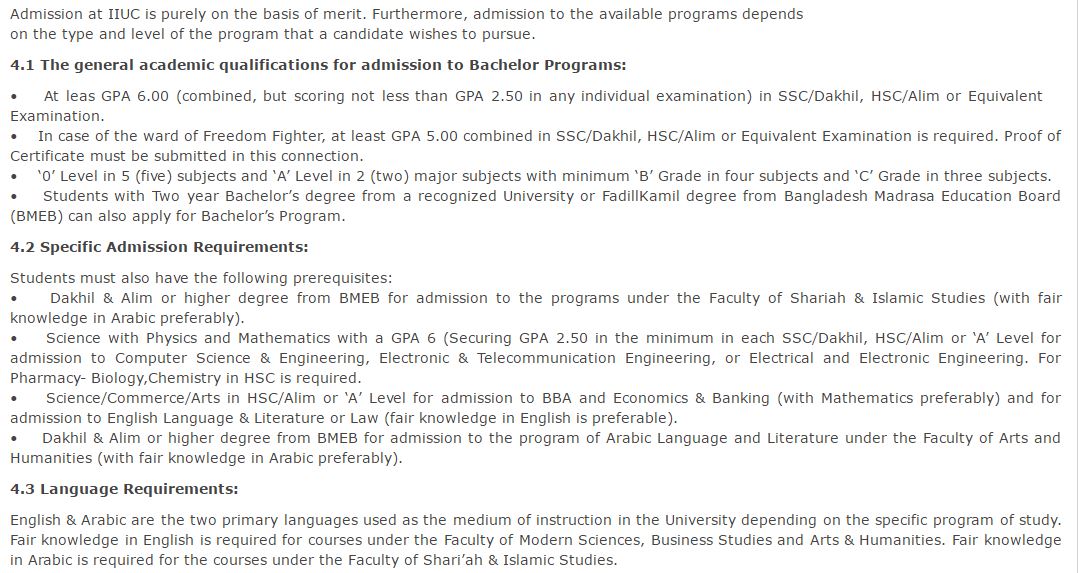 Admission at IIUC is purely on the basis of merit. Furthermore, admission to the available programs depends
on the type and level of the program that a candidate wishes to pursue.
4.1 The general academic qualifications for admission to Bachelor Programs:
• At leas GPA 6.00 (combined, but scoring not less than GPA 2.50 in any individual examination) in SSC/Dakhil, HSC/Alim or Equivalent
Examination.
• In case of the ward of Freedom Fighter, at least GPA 5.00 combined in SSC/Dakhil, HSC/Alim or Equivalent Examination is required. Proof of
Certificate must be submitted in this connection.
• ‘0’ Level in 5 (five) subjects and ‘A’ Level in 2 (two) major subjects with minimum ‘B’ Grade in four subjects and ‘C’ Grade in three subjects.
• Students with Two year Bachelor’s degree from a recognized University or FadillKamil degree from Bangladesh Madrasa Education Board
(BMEB) can also apply for Bachelor’s Program.
4.2 Specific Admission Requirements:
Students must also have the following prerequisites:
• Dakhil & Alim or higher degree from BMEB for admission to the programs under the Faculty of Shariah & Islamic Studies (with fair
knowledge in Arabic preferably).
• Science with Physics and Mathematics with a GPA 6 (Securing GPA 2.50 in the minimum in each SSC/Dakhil, HSC/Alim or ‘A’ Level for
admission to Computer Science & Engineering, Electronic & Telecommunication Engineering, or Electrical and Electronic Engineering. For
Pharmacy- Biology,Chemistry in HSC is required.
• Science/Commerce/Arts in HSC/Alim or ‘A’ Level for admission to BBA and Economics & Banking (with Mathematics preferably) and for
admission to English Language & Literature or Law (fair knowledge in English is preferable).
• Dakhil & Alim or higher degree from BMEB for admission to the program of Arabic Language and Literature under the Faculty of Arts and
Humanities (with fair knowledge in Arabic preferably).
4.3 Language Requirements:
English & Arabic are the two primary languages used as the medium of instruction in the University depending on the specific program of study.
Fair knowledge in English is required for courses under the Faculty of Modern Sciences, Business Studies and Arts & Humanities. Fair knowledge
in Arabic is required for the courses under the Faculty of Shari’ah & Islamic Studies.